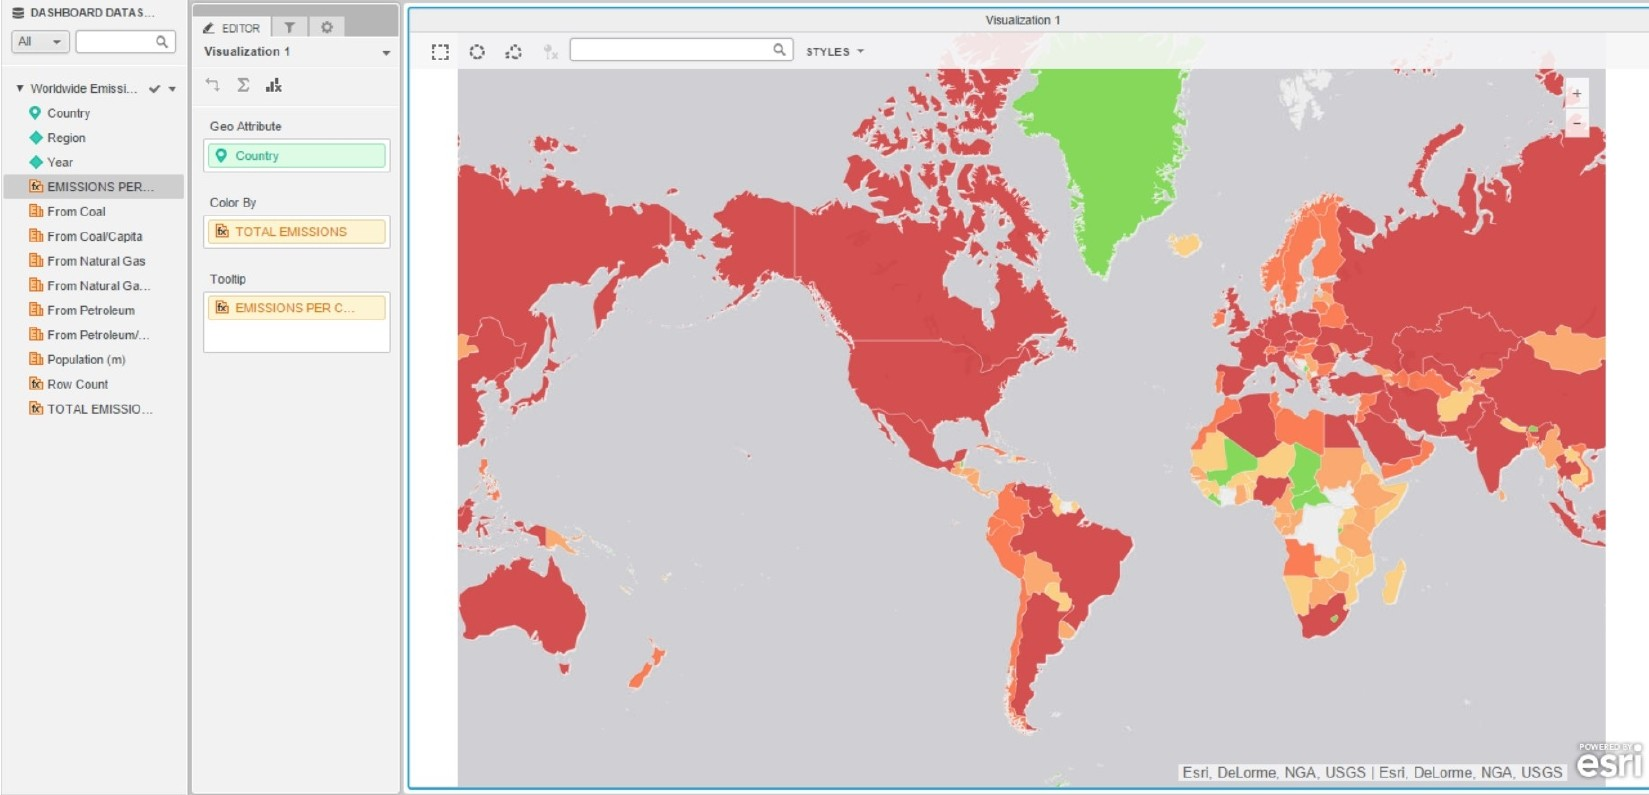 DASHBOARD DATAS...
All
Worldwide Emissi...
Country
Region
Year
EMISSIONS PER...
From Coal
From Coal/Capita
From Natural Gas
From Natural Ga...
From Petroleum
From Petroleum/...
Population (m)
Row Count
TOTAL EMISSIO...
EDITOR
Visualization 1
Geo Attribute
Country
Color By
TOTAL EMISSIONS
Tooltip
EMISSIONS PER C...
Visualization 1
STYLES
+
-
POWERED BY
esri
Esri, DeLorme, NGA, USGS | Esri, DeLorme, NGA, USGS